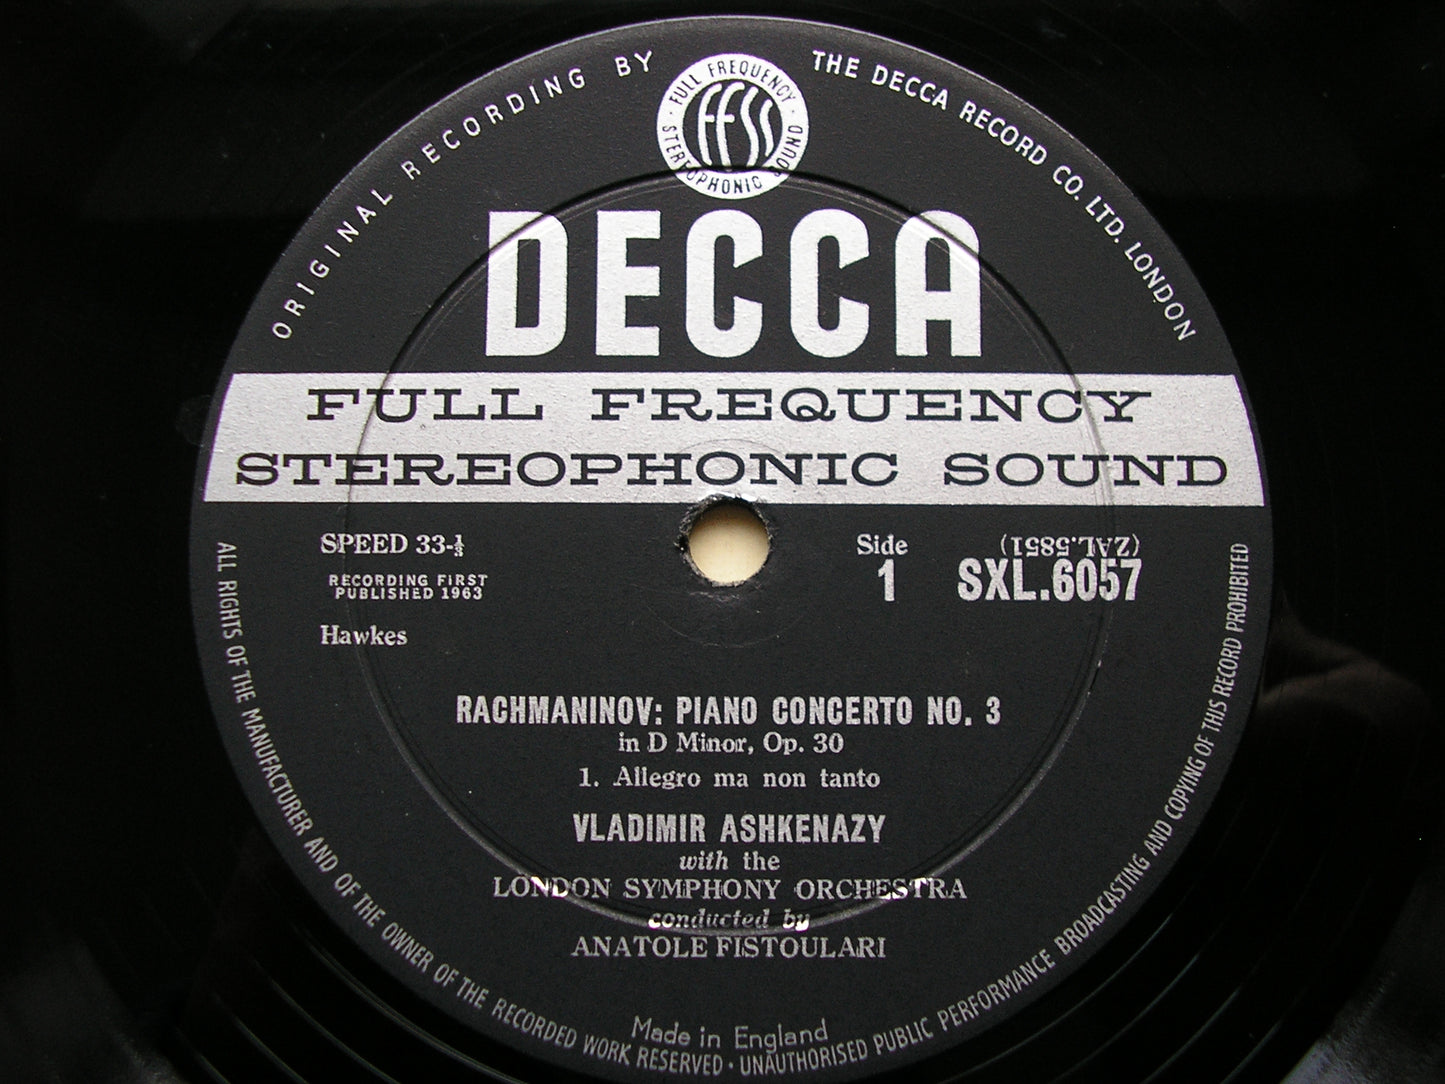 ORIGINAL RECORDING BY
THE DECCA RECORD CO. LTD. LONDON
· FULL FREQUENCY ·
STEREOPHONIC SOUND
FFSS
DECCA
FULL FREQUENCY
STEREOPHONIC SOUND
SPEED 33-⅓
RECORDING FIRST
PUBLISHED 1963
Hawkes
Side
1
(ZAL.5851)
SXL.6057
RACHMANINOV: PIANO CONCERTO NO. 3
in D Minor, Op. 30
1. Allegro ma non tanto
VLADIMIR ASHKENAZY
with the
LONDON SYMPHONY ORCHESTRA
conducted by
ANATOLE FISTOULARI
Made in England
ALL RIGHTS OF THE MANUFACTURER AND OF THE OWNER OF THE RECORDED WORK RESERVED · UNAUTHORISED PUBLIC PERFORMANCE BROADCASTING AND COPYING OF THIS RECORD PROHIBITED